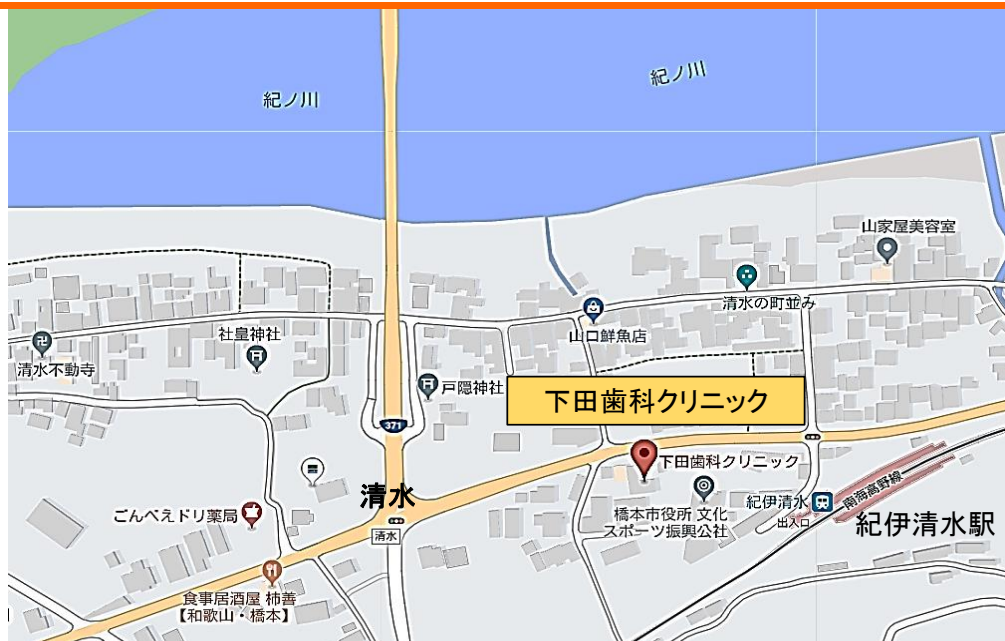 紀ノ川
紀ノ川
山家屋美容室
清水の町並み
山口鮮魚店
社皇神社
清水不動寺
戸隠神社
下田歯科クリニック
371
下田歯科クリニック
清水
紀伊清水
出入口
南海高野線
橋本市役所 文化
スポーツ振興公社
紀伊清水駅
ごんべえドリ薬局
清水
食事居酒屋 柿善
【和歌山・橋本】